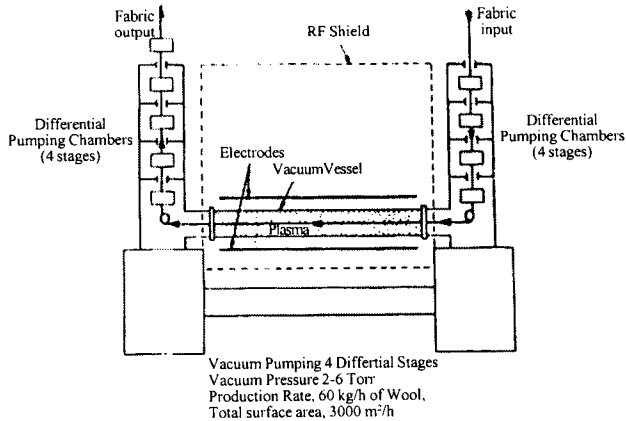 Fabric
output
RF Shield
Fabric
input
Differential
Pumping Chambers
(4 stages)
Differential
Pumping Chambers
(4 stages)
Electrodes
VacuumVessel
Plasma
Vacuum Pumping 4 Differtial Stages
Vacuum Pressure 2-6 Torr
Production Rate, 60 kg/h of Wool,
Total surface area, 3000 m²/h